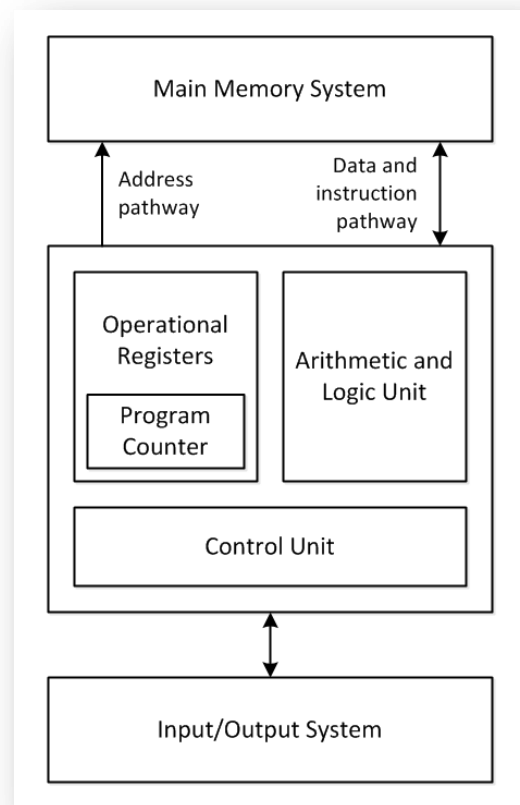 Main Memory System
Address
pathway
Data and
instruction
pathway
Operational
Registers
Program
Counter
Arithmetic and
Logic Unit
Control Unit
Input/Output System